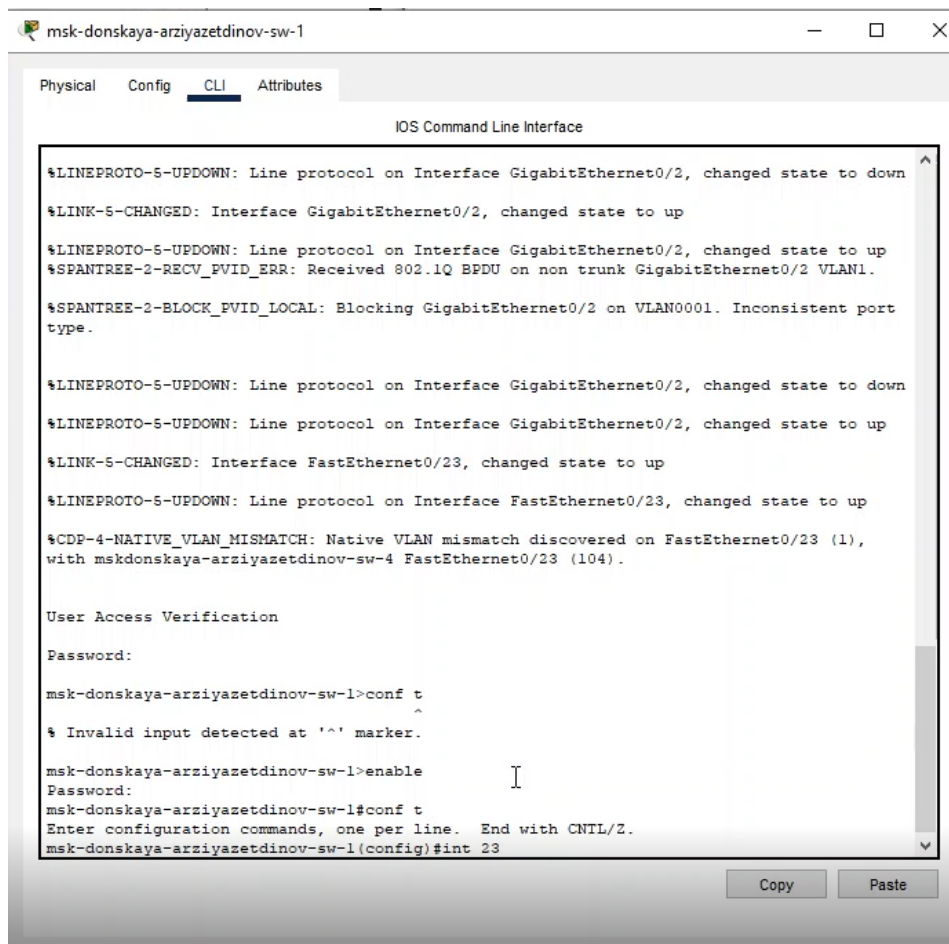 msk-donskaya-arziyazetdinov-sw-1
Physical Config CLI Attributes
IOS Command Line Interface
%LINEPROTO-5-UPDOWN: Line protocol on Interface GigabitEthernet0/2, changed state to down
%LINK-5-CHANGED: Interface GigabitEthernet0/2, changed state to up
%LINEPROTO-5-UPDOWN: Line protocol on Interface GigabitEthernet0/2, changed state to up
%SPANTREE-2-RECV_PVID_ERR: Received 802.1Q BPDU on non trunk GigabitEthernet0/2 VLAN1.
%SPANTREE-2-BLOCK_PVID_LOCAL: Blocking GigabitEthernet0/2 on VLAN0001. Inconsistent port
type.
%LINEPROTO-5-UPDOWN: Line protocol on Interface GigabitEthernet0/2, changed state to down
%LINEPROTO-5-UPDOWN: Line protocol on Interface GigabitEthernet0/2, changed state to up
%LINK-5-CHANGED: Interface FastEthernet0/23, changed state to up
%LINEPROTO-5-UPDOWN: Line protocol on Interface FastEthernet0/23, changed state to up
%CDP-4-NATIVE_VLAN_MISMATCH: Native VLAN mismatch discovered on FastEthernet0/23 (1),
with mskdonskaya-arziyazetdinov-sw-4 FastEthernet0/23 (104).
User Access Verification
Password:
msk-donskaya-arziyazetdinov-sw-1>conf t
^
% Invalid input detected at '^' marker.
msk-donskaya-arziyazetdinov-sw-1>enable
Password:
msk-donskaya-arziyazetdinov-sw-1#conf t
Enter configuration commands, one per line. End with CNTL/Z.
msk-donskaya-arziyazetdinov-sw-1(config)#int 23
Copy Paste